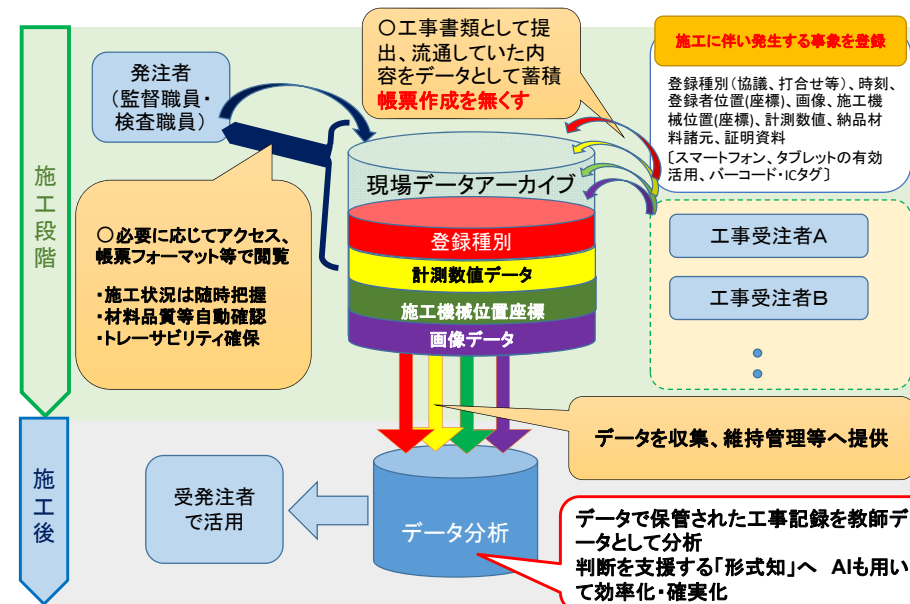 施工段階
発注者
（監督職員・
検査職員）
○工事書類として提
出、流通していた内
容をデータとして蓄積
帳票作成を無くす
施工に伴い発生する事象を登録
登録種別（協議、打合せ等）、時刻、
登録者位置(座標)、画像、施工機
械位置(座標)、計測数値、納品材
料諸元、証明資料
〔スマートフォン、タブレットの有効
活用、バーコード・ICタグ〕
現場データアーカイブ
登録種別
計測数値データ
施工機械位置座標
画像データ
○必要に応じてアクセス、
帳票フォーマット等で閲覧
・施工状況は随時把握
・材料品質等自動確認
・トレーサビリティ確保
工事受注者A
工事受注者B
データを収集、維持管理等へ提供
施工後
受発注者
で活用
データ分析
データで保管された工事記録を教師デ
ータとして分析
判断を支援する「形式知」へ　AIも用い
て効率化・確実化